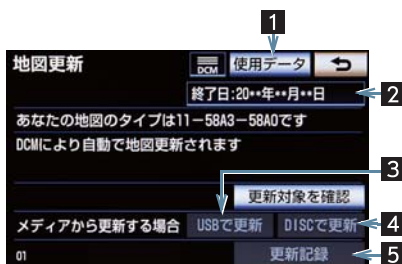 1
地図更新 DCM 使用データ
終了日:20••年••月••日 2
あなたの地図のタイプは11-58A3-58A0です
DCMにより自動で地図更新されます
3
更新対象を確認
メディアから更新する場合 USBで更新 DISCで更新 4
01 更新記録 5